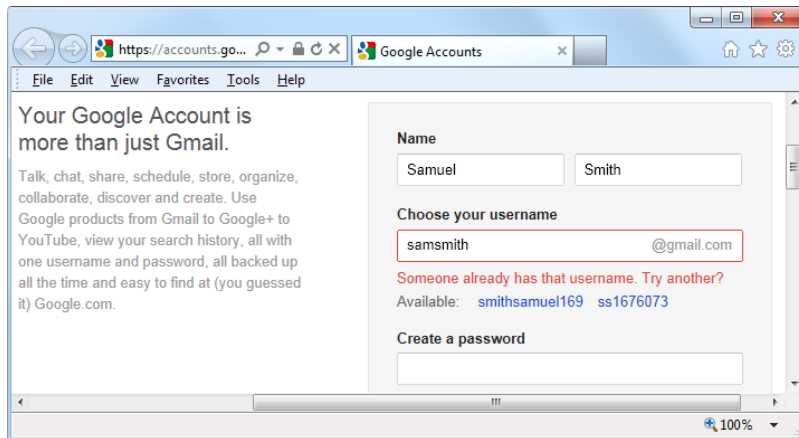 https://accounts.go...
Google Accounts
File Edit View Favorites Tools Help
Your Google Account is
more than just Gmail.
Talk, chat, share, schedule, store, organize,
collaborate, discover and create. Use
Google products from Gmail to Google+ to
YouTube, view your search history, all with
one username and password, all backed up
all the time and easy to find at (you guessed
it) Google.com.
Name
Samuel Smith
Choose your username
samsmith @gmail.com
Someone already has that username. Try another?
Available: smithsamuel169 ss1676073
Create a password
100%